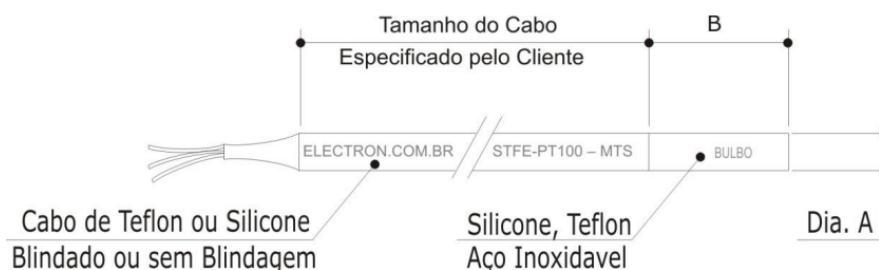 Tamanho do Cabo
B
Especificado pelo Cliente
ELECTRON.COM.BR
STFE-PT100 – MTS
BULBO
Cabo de Teflon ou Silicone
Blindado ou sem Blindagem
Silicone, Teflon
Aço Inoxidavel
Dia. A